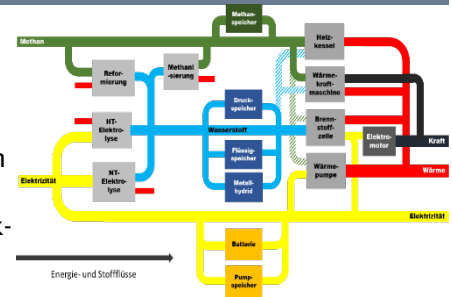 Methan-
speicher
Methan
Heiz-
kessel
Refor-
mierung
Methani
-sierung
Wärme-
kraft-
maschine
Druck-
speicher
HT-
Elektro-
lyse
Wasserstoff
Brenn-
stoff-
zelle
Elektro-
motor
Kraft
n
Flüssig-
speicher
Wärme-
pumpe
Wärme
Elektrizität
NT-
Elektro-
lyse
Metall-
hydrid
k-
Elektrizität
Batterie
Energie- und Stoffflüsse
Pump-
speicher